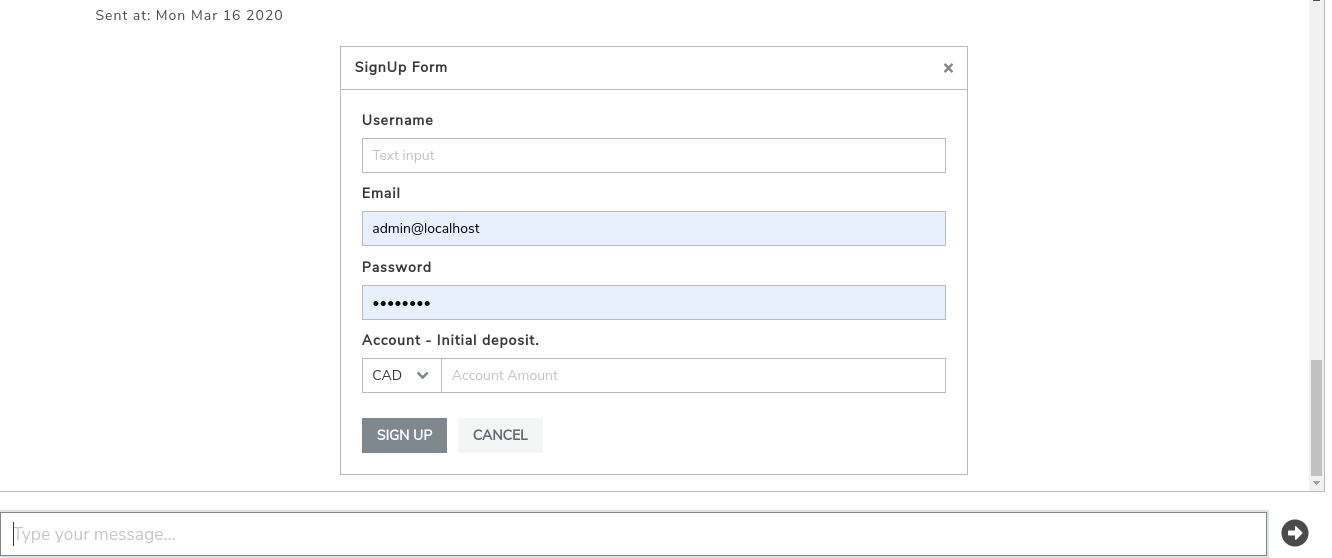 Sent at: Mon Mar 16 2020
SignUp Form
Username
Text input
Email
admin@localhost
Password
••••••••
Account - Initial deposit.
CAD Account Amount
SIGN UP CANCEL
Type your message...